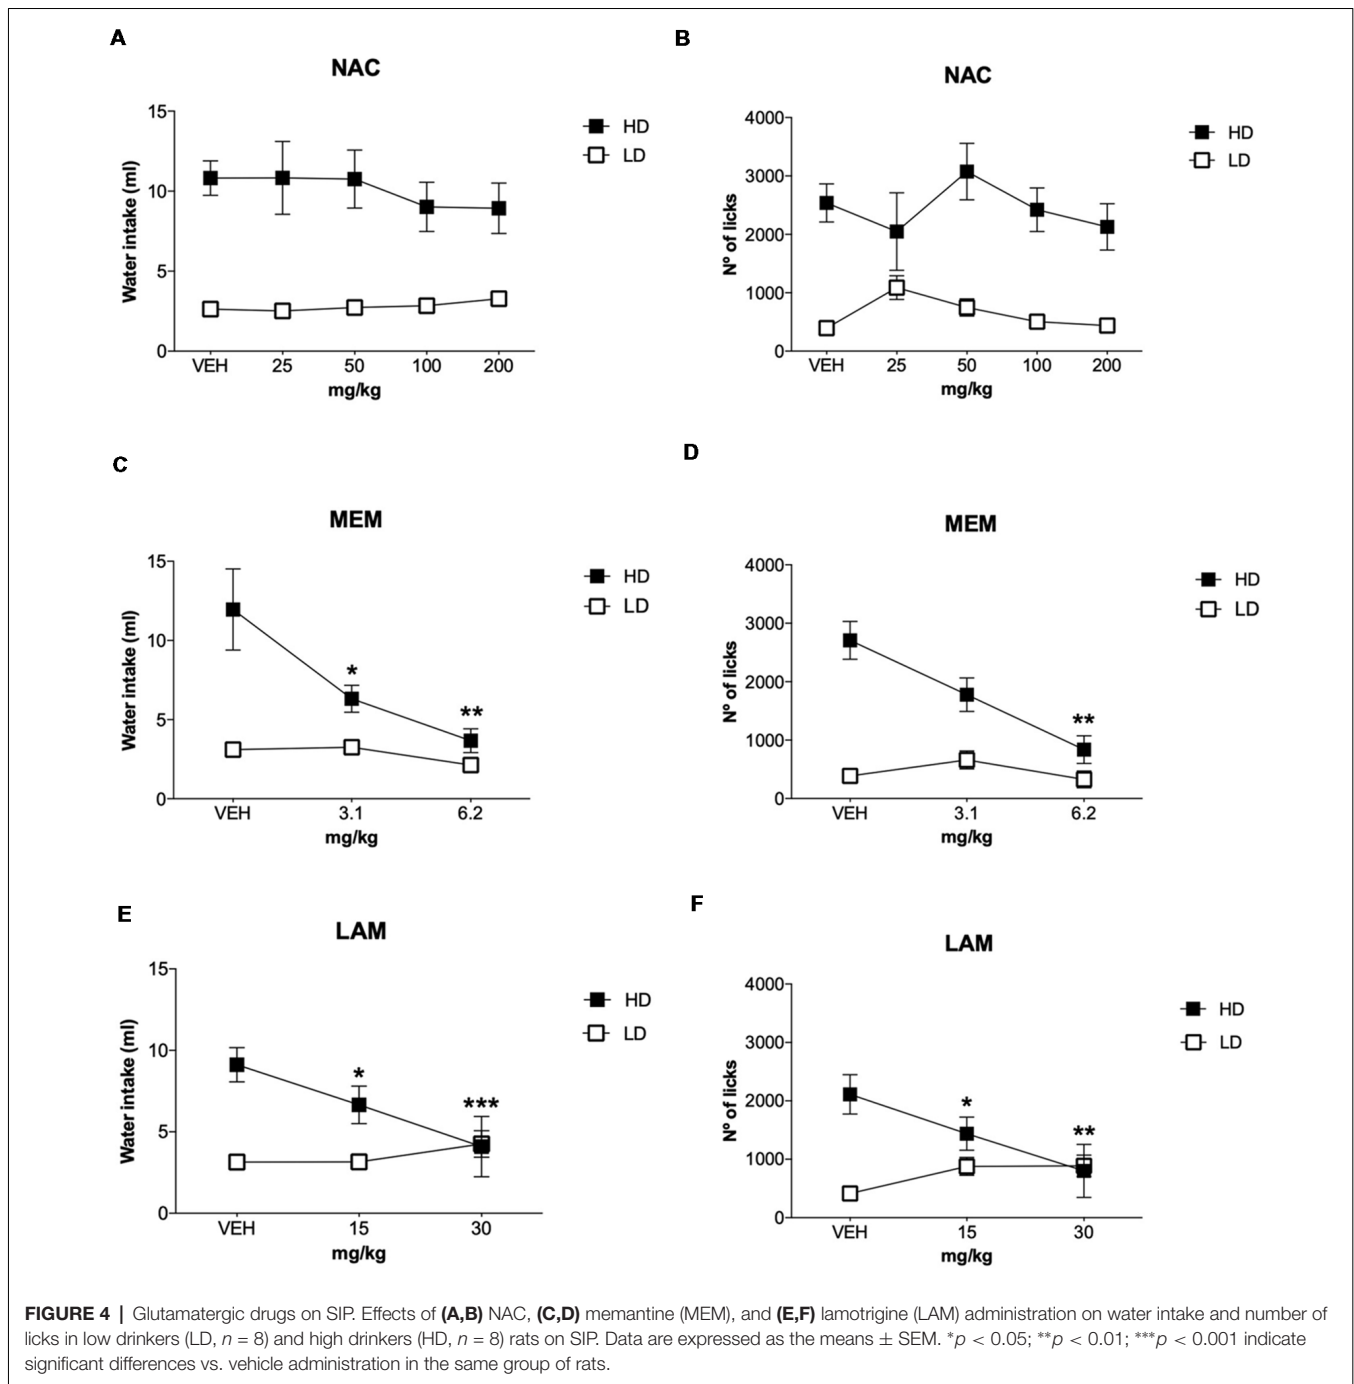 A
NAC
15
10
5
0
Water intake (ml)
VEH 25 50 100 200
mg/kg
HD
LD
B
NAC
4000
3000
2000
1000
0
Nº of licks
VEH 25 50 100 200
mg/kg
HD
LD
C
MEM
15
10
5
0
Water intake (ml)
*
**
VEH 3.1 6.2
mg/kg
HD
LD
D
MEM
4000
3000
2000
1000
0
Nº of licks
**
VEH 3.1 6.2
mg/kg
HD
LD
E
LAM
15
10
5
0
Water intake (ml)
*
***
VEH 15 30
mg/kg
HD
LD
F
LAM
4000
3000
2000
1000
0
Nº of licks
*
**
VEH 15 30
mg/kg
HD
LD
FIGURE 4 | Glutamatergic drugs on SIP. Effects of (A,B) NAC, (C,D) memantine (MEM), and (E,F) lamotrigine (LAM) administration on water intake and number of
licks in low drinkers (LD, n = 8) and high drinkers (HD, n = 8) rats on SIP. Data are expressed as the means ± SEM. *p < 0.05; **p < 0.01; ***p < 0.001 indicate
significant differences vs. vehicle administration in the same group of rats.